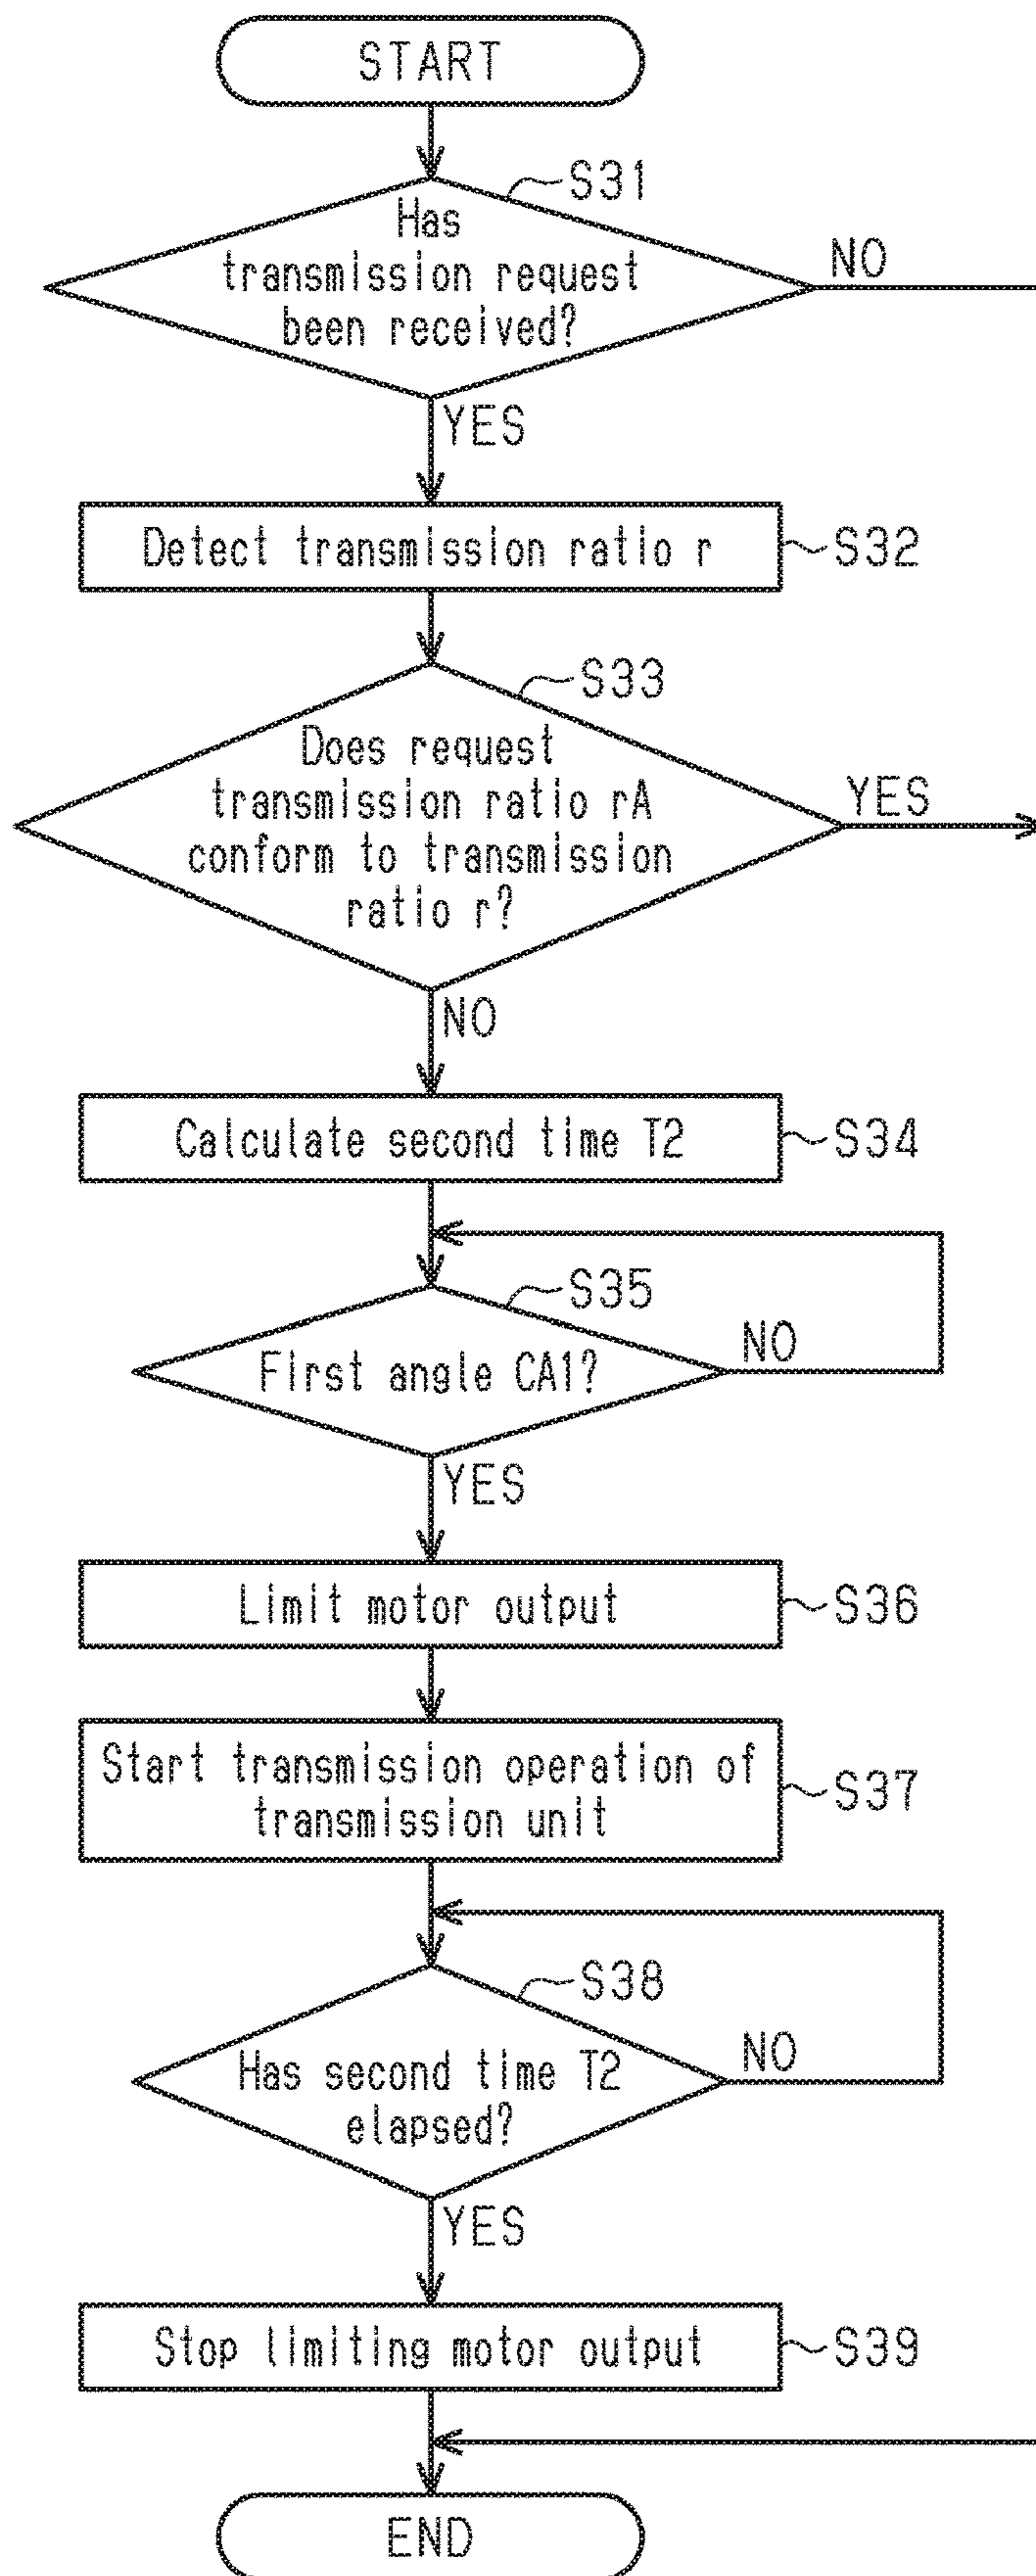 START
S31
Has
transmission request
been received?
NO
YES
Detect transmission ratio r
S32
S33
Does request
transmission ratio rA
conform to transmission
ratio r?
YES
NO
Calculate second time T2
S34
S35
First angle CA1?
NO
YES
Limit motor output
S36
Start transmission operation of
transmission unit
S37
S38
Has second time T2
elapsed?
NO
YES
Stop limiting motor output
S39
END